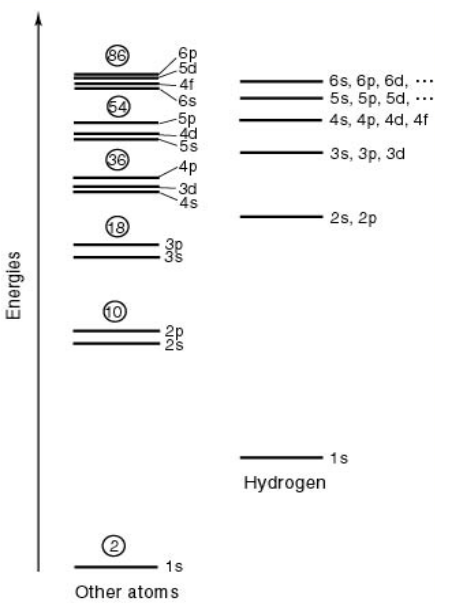 86
6p
5d
4f
6s
54
5p
4d
5s
36
4p
3d
4s
18
3p
3s
10
2p
2s
2
1s
Other atoms
6s, 6p, 6d, ···
5s, 5p, 5d, ···
4s, 4p, 4d, 4f
3s, 3p, 3d
2s, 2p
1s
Hydrogen
Energies